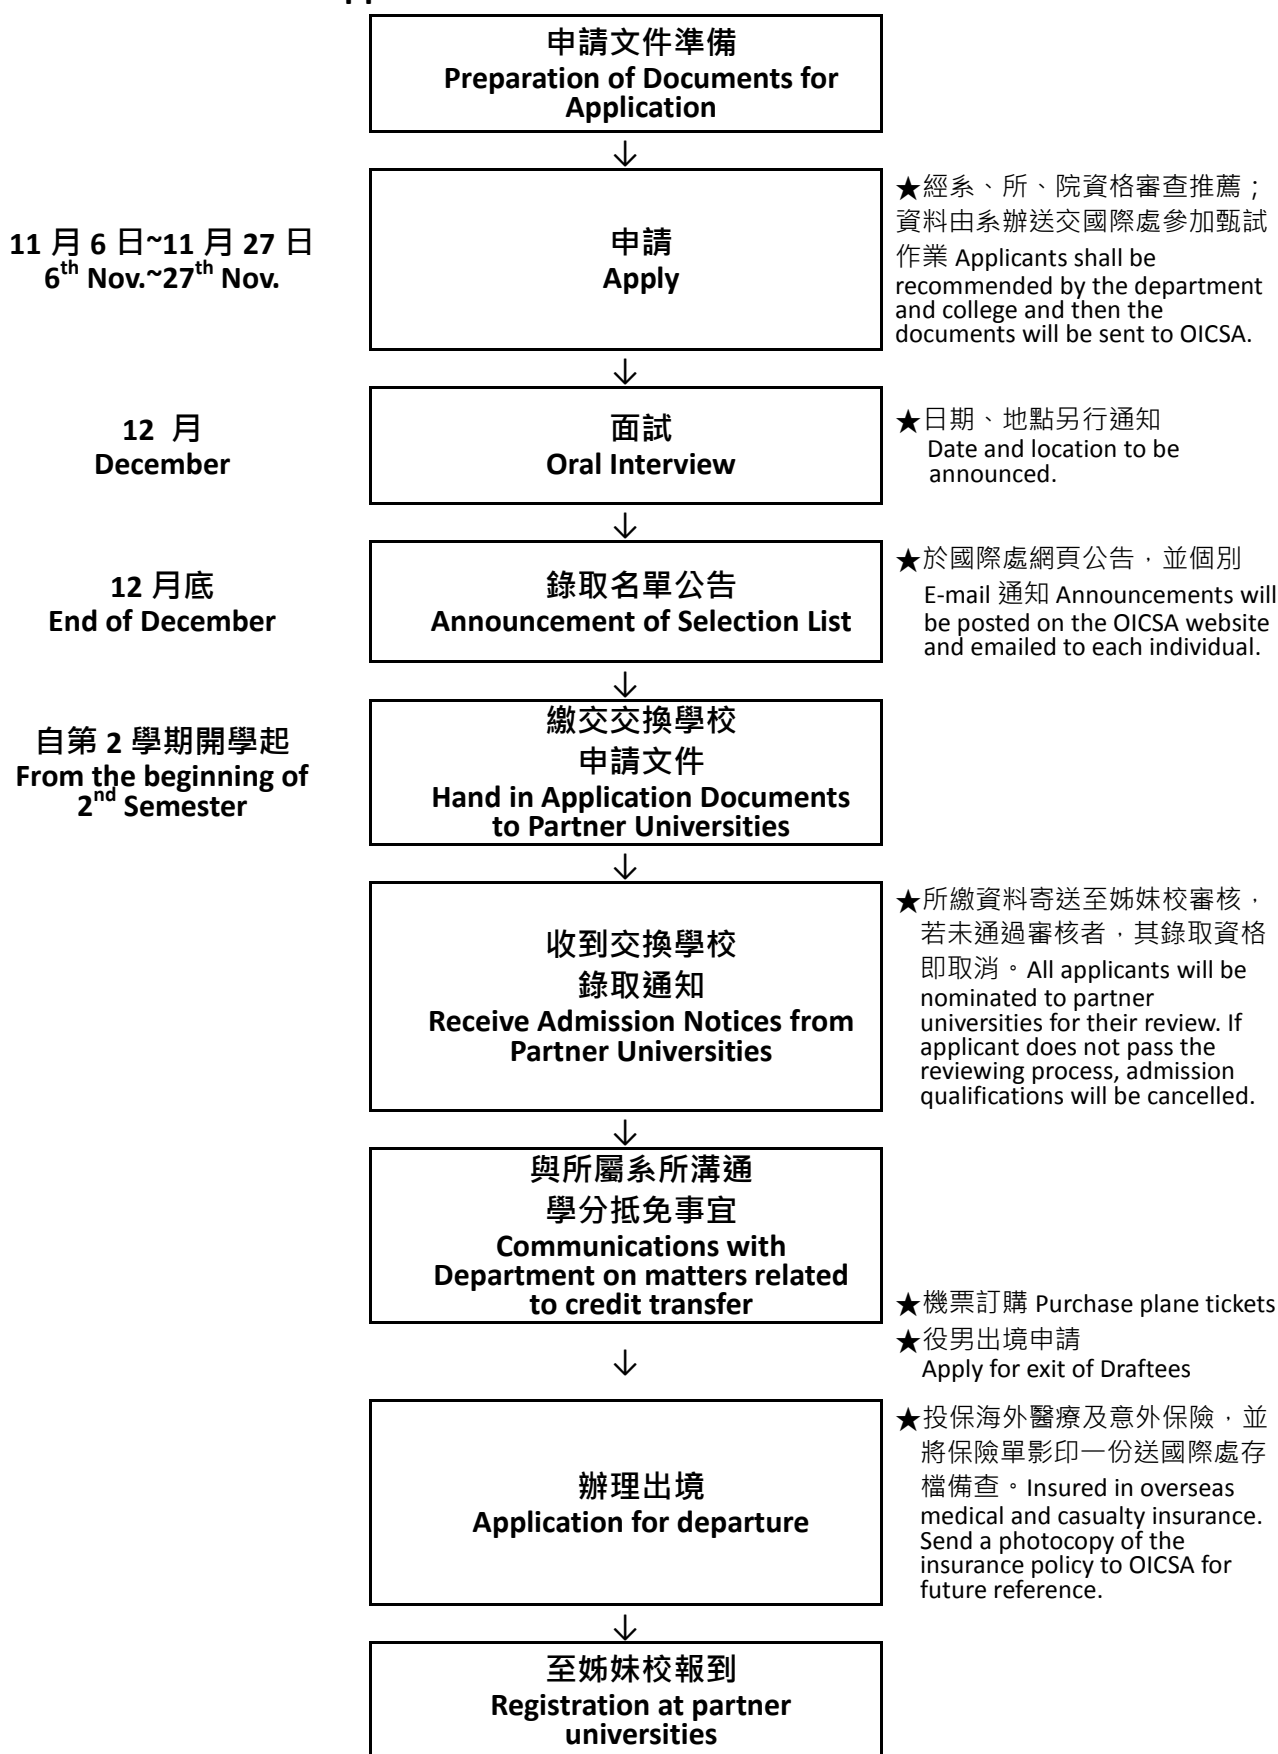 申請文件準備
Preparation of Documents for
Application
↓
11 月 6 日~11 月 27 日
6th Nov.~27th Nov.
申請
Apply
★經系、所、院資格審查推薦；
資料由系辦送交國際處參加甄試
作業 Applicants shall be
recommended by the department
and college and then the
documents will be sent to OICSA.
↓
12 月
December
面試
Oral Interview
★日期、地點另行通知
Date and location to be
announced.
↓
12 月底
End of December
錄取名單公告
Announcement of Selection List
★於國際處網頁公告，並個別
E-mail 通知 Announcements will
be posted on the OICSA website
and emailed to each individual.
↓
自第 2 學期開學起
From the beginning of
2nd Semester
繳交交換學校
申請文件
Hand in Application Documents
to Partner Universities
↓
收到交換學校
錄取通知
Receive Admission Notices from
Partner Universities
★所繳資料寄送至姊妹校審核，
若未通過審核者，其錄取資格
即取消。All applicants will be
nominated to partner
universities for their review. If
applicant does not pass the
reviewing process, admission
qualifications will be cancelled.
↓
與所屬系所溝通
學分抵免事宜
Communications with
Department on matters related
to credit transfer
↓
★機票訂購 Purchase plane tickets
★役男出境申請
Apply for exit of Draftees
辦理出境
Application for departure
★投保海外醫療及意外保險，並
將保險單影印一份送國際處存
檔備查。Insured in overseas
medical and casualty insurance.
Send a photocopy of the
insurance policy to OICSA for
future reference.
↓
至姊妹校報到
Registration at partner
universities